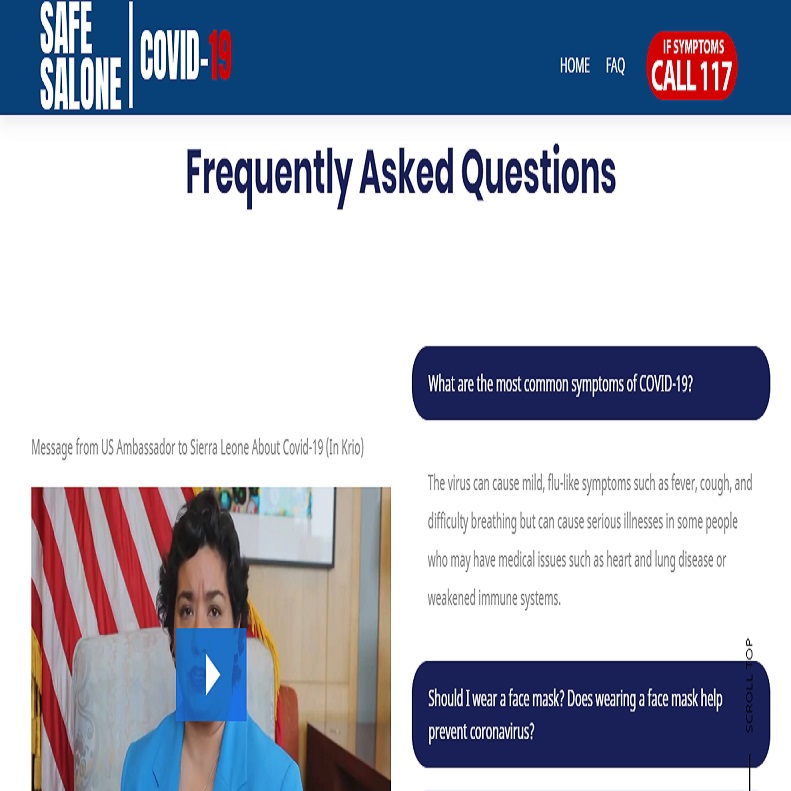 SAFE
SALONE
COVID-19
HOME
FAQ
IF SYMPTOMS
CALL 117
Frequently Asked Questions
Message from US Ambassador to Sierra Leone About Covid-19 (In Krio)
What are the most common symptoms of COVID-19?
The virus can cause mild, flu-like symptoms such as fever, cough, and
difficulty breathing but can cause serious illnesses in some people
who may have medical issues such as heart and lung disease or
weakened immune systems.
Should I wear a face mask? Does wearing a face mask help
prevent coronavirus?
SCROLL TOP